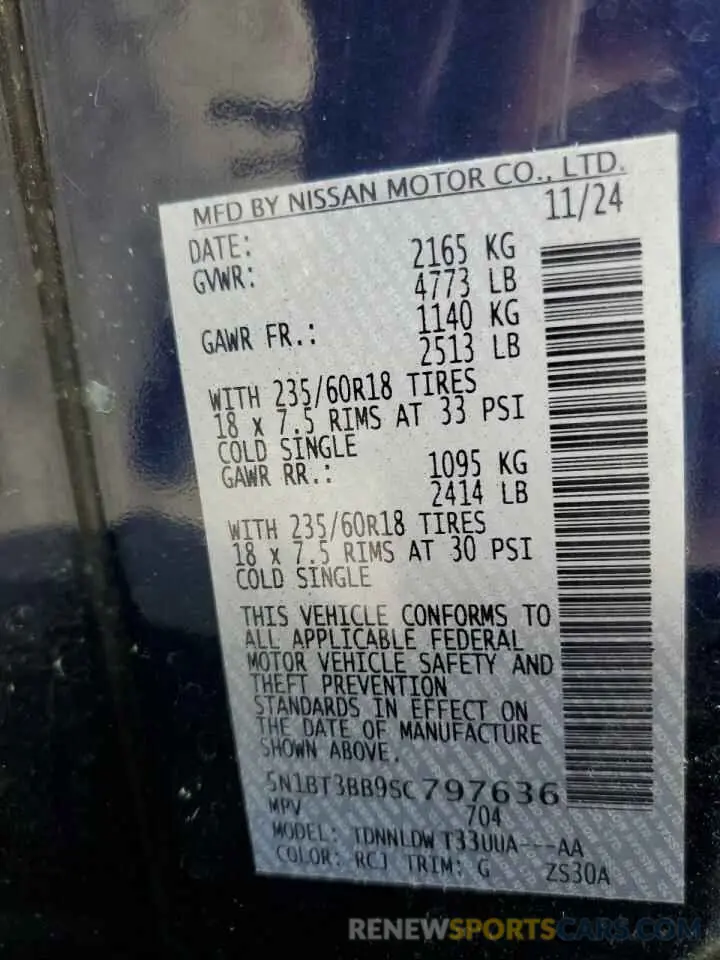 MFD BY NISSAN MOTOR CO., LTD.
DATE: 11/24
GVWR: 2165 KG
4773 LB
GAWR FR.: 1140 KG
2513 LB
WITH 235/60R18 TIRES
18 x 7.5 RIMS AT 33 PSI
COLD SINGLE
GAWR RR.: 1095 KG
2414 LB
WITH 235/60R18 TIRES
18 x 7.5 RIMS AT 30 PSI
COLD SINGLE
THIS VEHICLE CONFORMS TO
ALL APPLICABLE FEDERAL
MOTOR VEHICLE SAFETY AND
THEFT PREVENTION
STANDARDS IN EFFECT ON
THE DATE OF MANUFACTURE
SHOWN ABOVE.
5N1BT3BB9SC797636
MPV 704
MODEL: TDNNLDW T33UUA---AA
COLOR: RCJ TRIM: G ZS30A
RENEWSPORTSCARS.COM